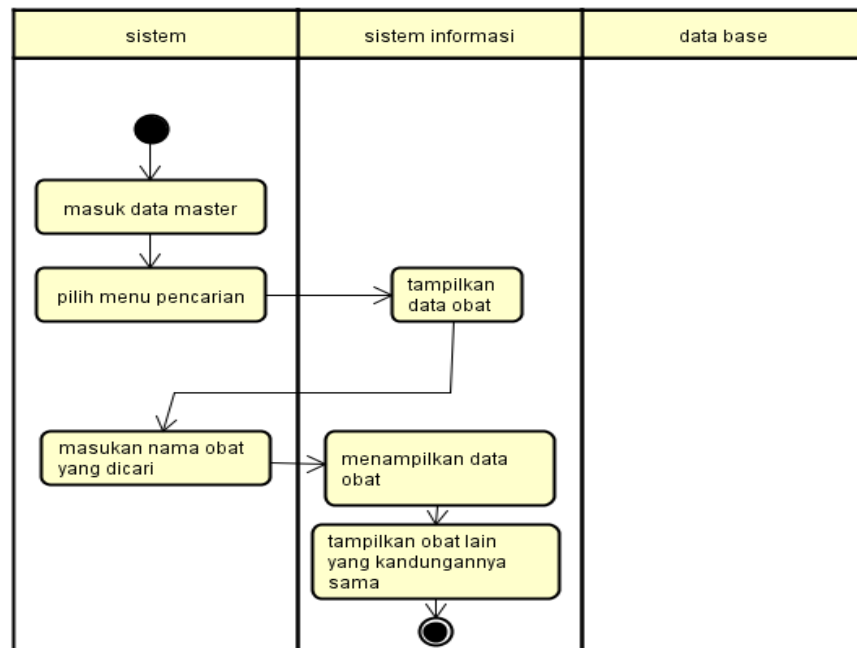 sistem
sistem informasi
data base
masuk data master
pilih menu pencarian
tampilkan
data obat
masukan nama obat
yang dicari
menampilkan data
obat
tampilkan obat lain
yang kandungannya
sama